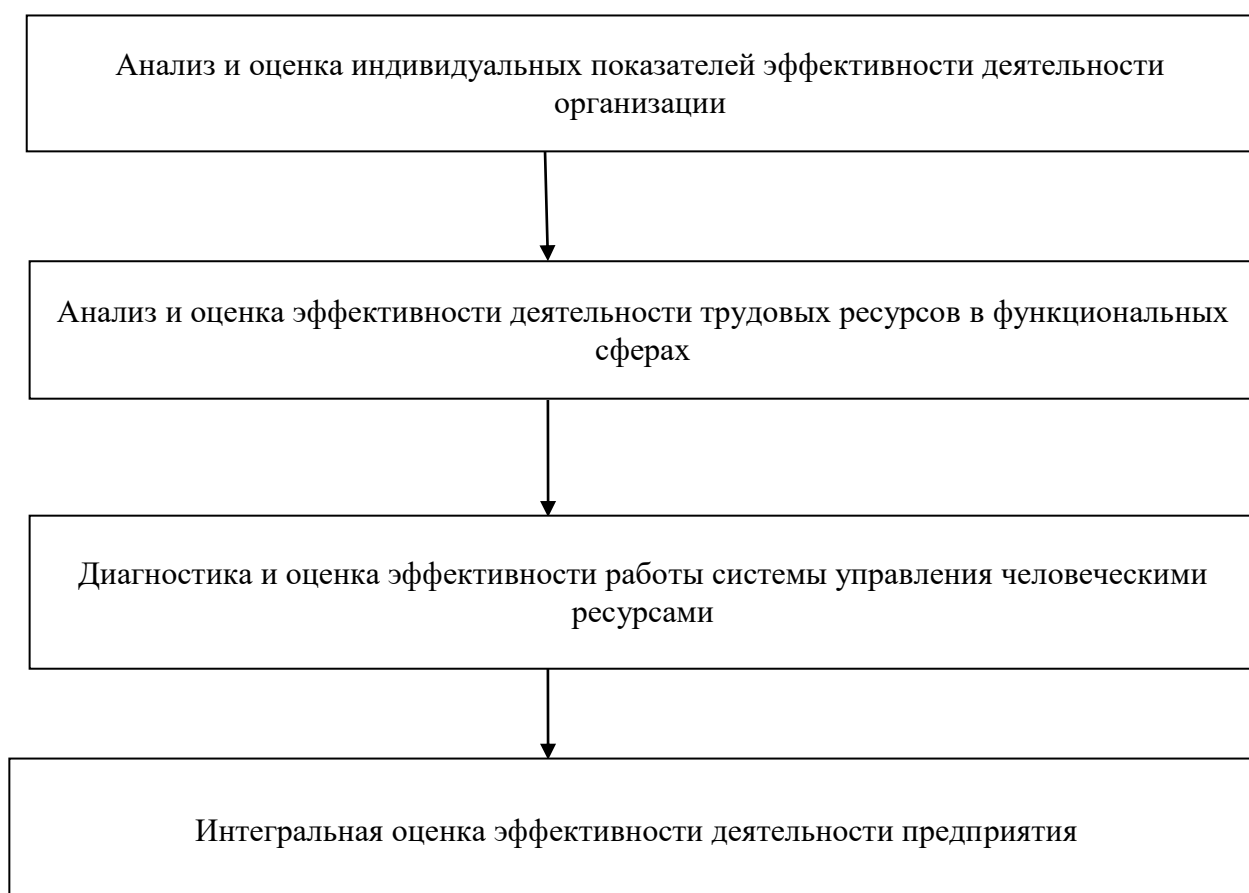 Анализ и оценка индивидуальных показателей эффективности деятельности
организации
Анализ и оценка эффективности деятельности трудовых ресурсов в функциональных
сферах
Диагностика и оценка эффективности работы системы управления человеческими
ресурсами
Интегральная оценка эффективности деятельности предприятия